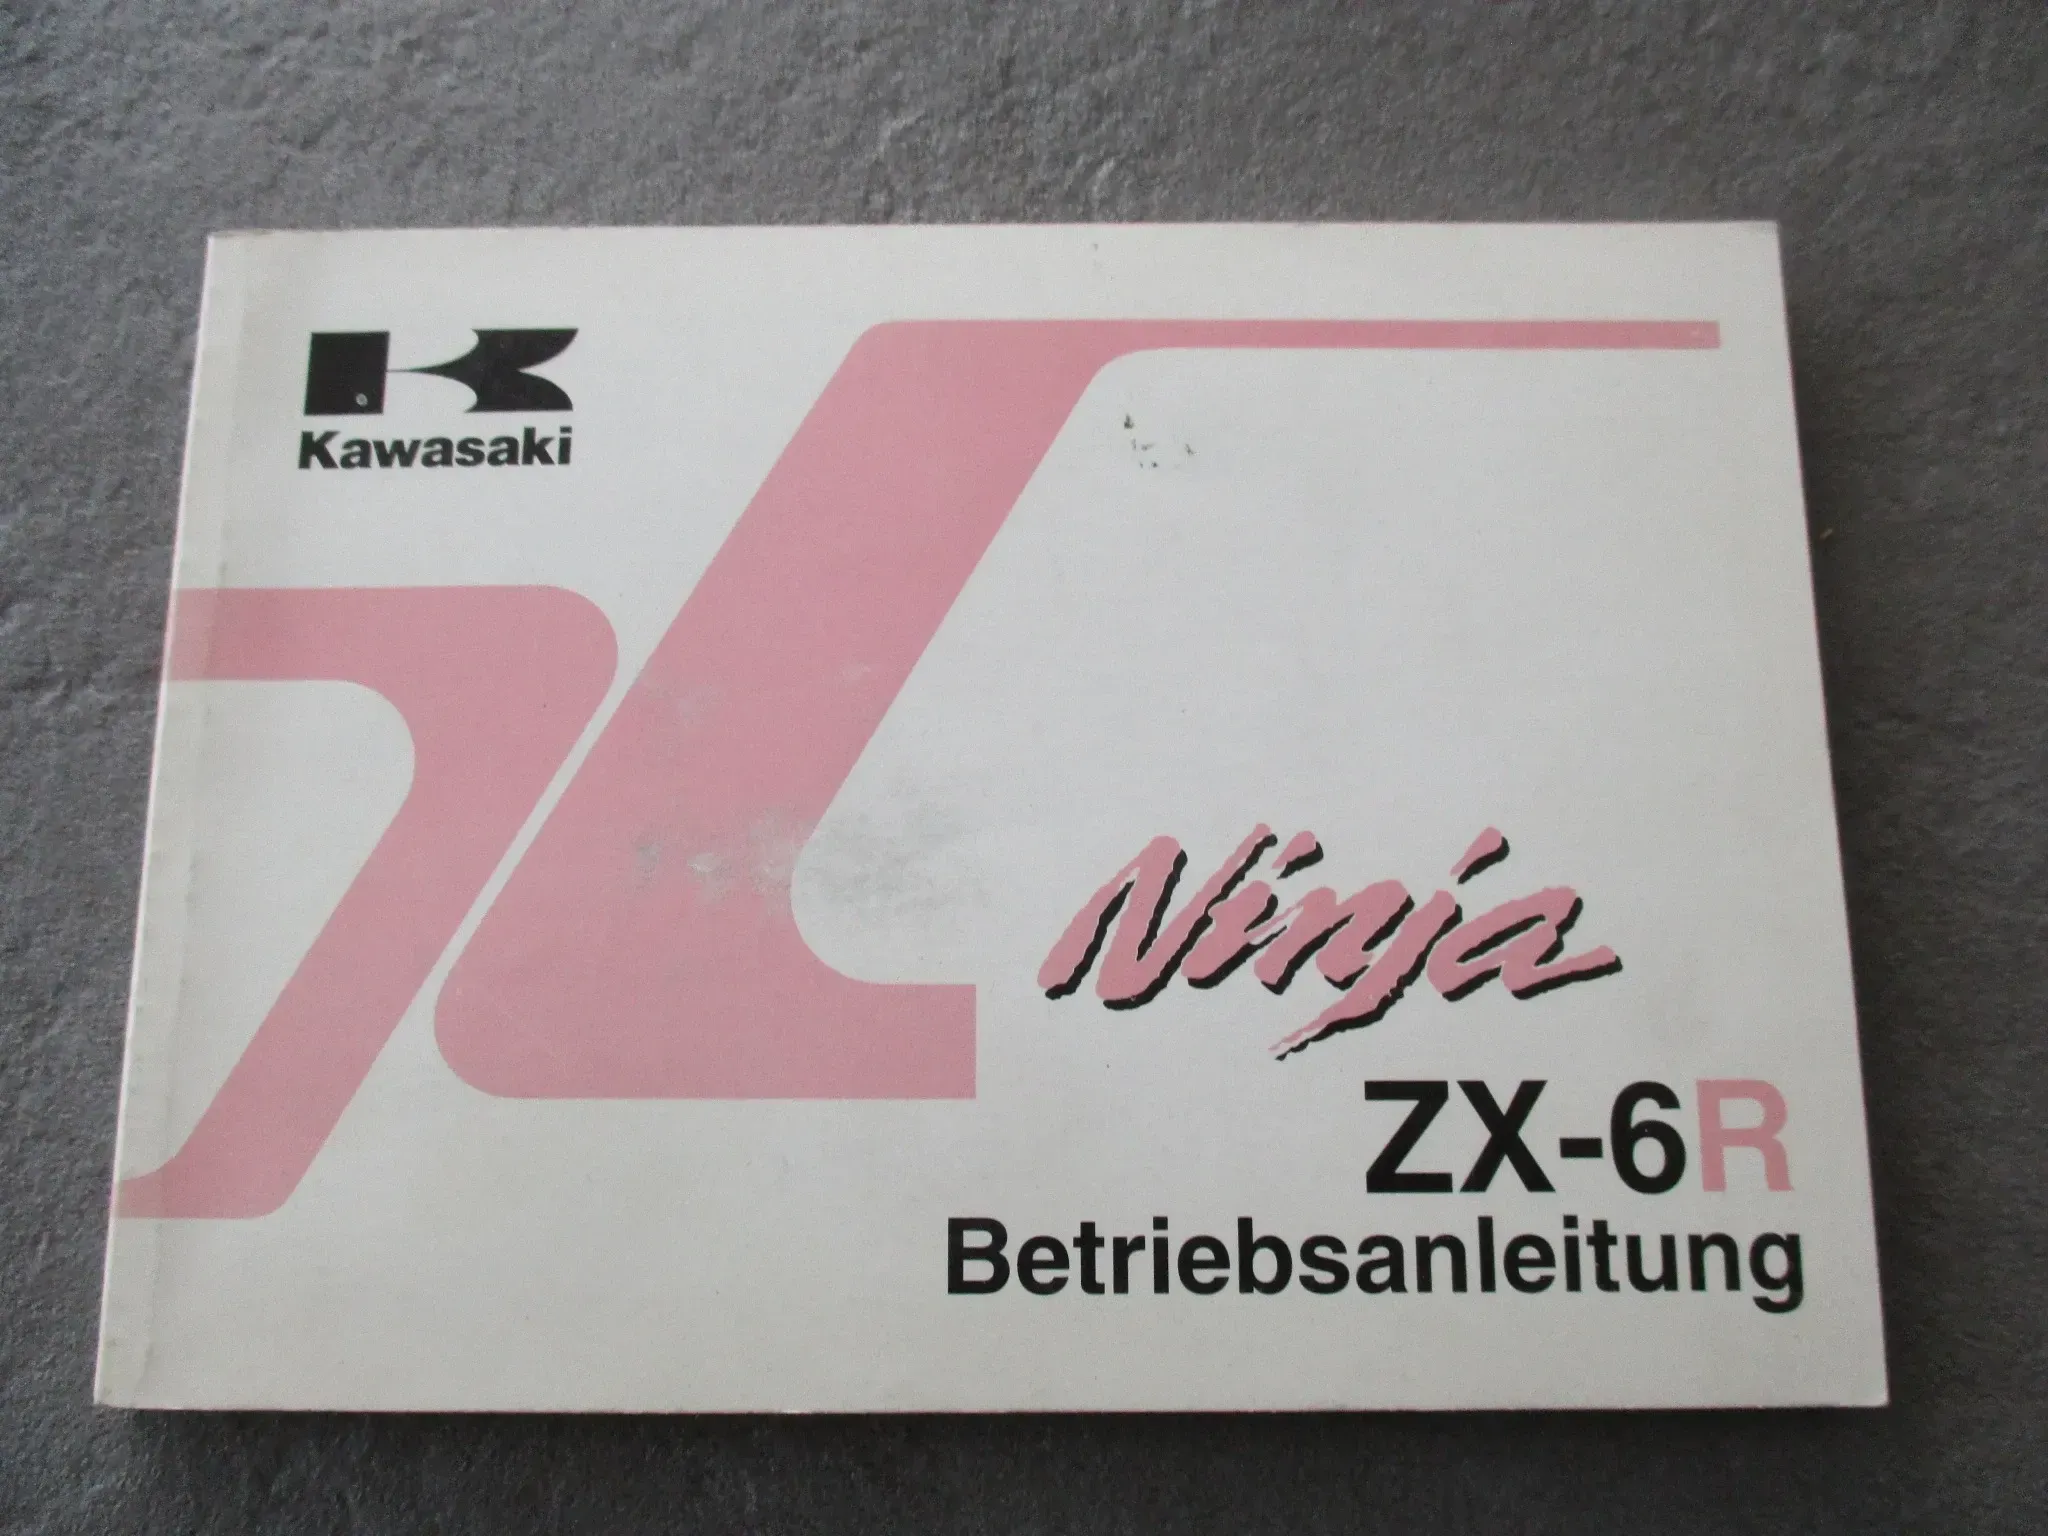 Kawasaki
Ninja
ZX-6R
Betriebsanleitung